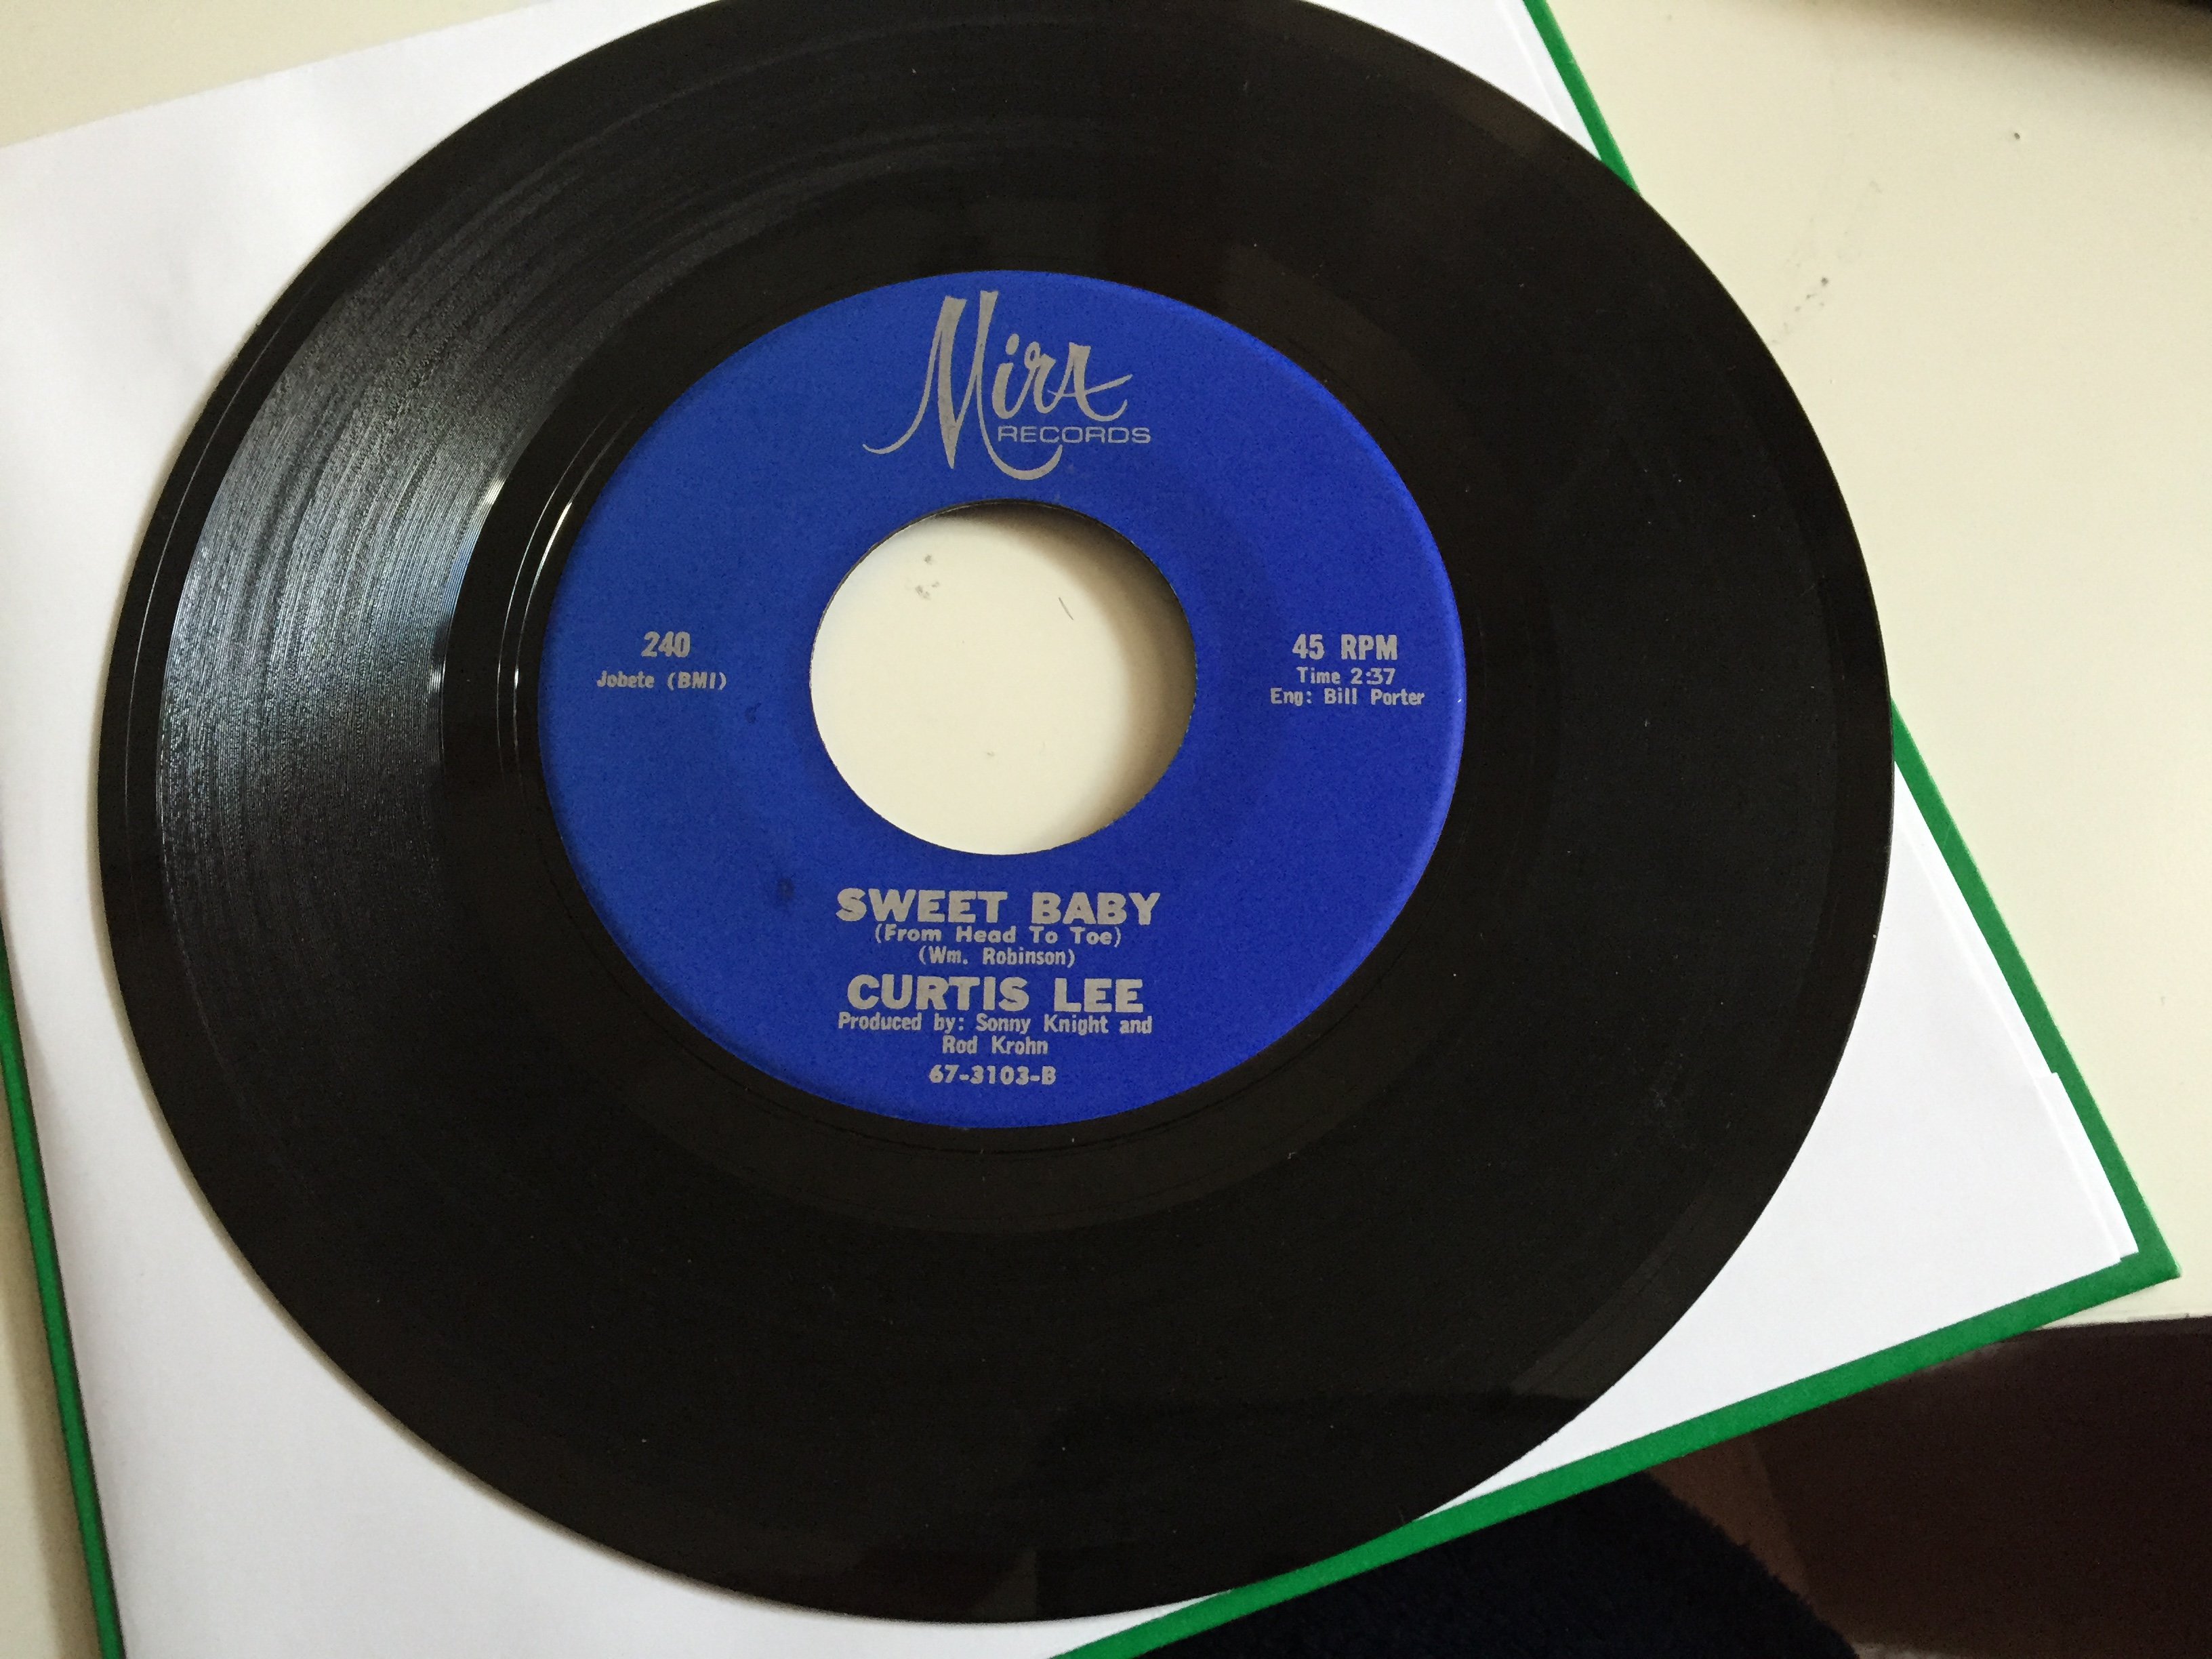 Mira
RECORDS
240
Jobete (BMI)
45 RPM
Time 2:37
Eng: Bill Porter
SWEET BABY
(From Head To Toe)
(Wm. Robinson)
CURTIS LEE
Produced by: Sonny Knight and
Rod Krohn
67-3103-B